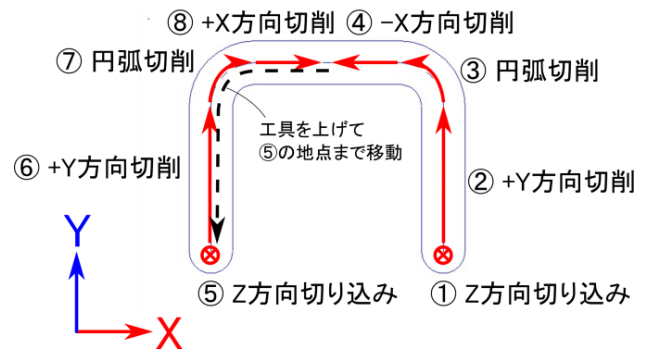 ⑧ +X方向切削 ④ −X方向切削
⑦ 円弧切削
③ 円弧切削
工具を上げて
⑤の地点まで移動
⑥ +Y方向切削
② +Y方向切削
Y
⑤ Z方向切り込み
① Z方向切り込み
X